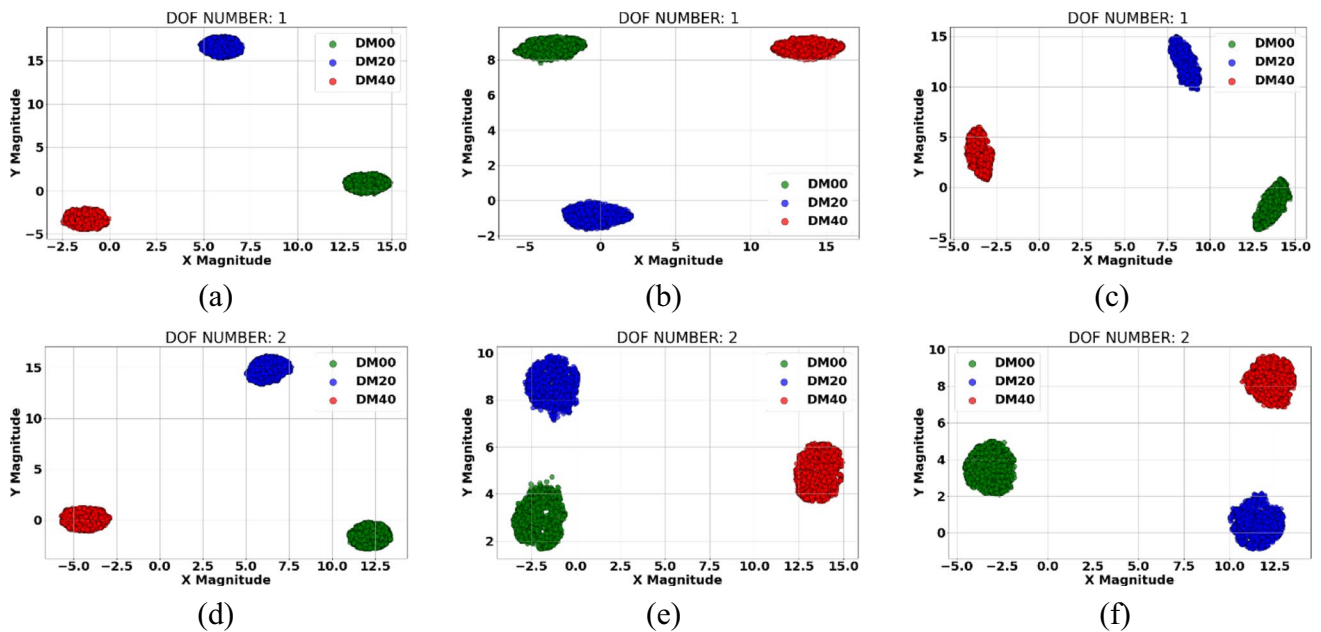 DOF NUMBER: 1
DM00
DM20
DM40
15
10
5
0
−5
Y Magnitude
−2.5 0.0 2.5 5.0 7.5 10.0 12.5 15.0
X Magnitude
(a)
DOF NUMBER: 1
8
6
4
2
0
−2
Y Magnitude
DM00
DM20
DM40
−5 0 5 10 15
X Magnitude
(b)
DOF NUMBER: 1
DM00
DM20
DM40
15
10
5
0
−5
Y Magnitude
−5.0 −2.5 0.0 2.5 5.0 7.5 10.0 12.5 15.0
X Magnitude
(c)
DOF NUMBER: 2
DM00
DM20
DM40
15
10
5
0
Y Magnitude
−5.0 −2.5 0.0 2.5 5.0 7.5 10.0 12.5
X Magnitude
(d)
DOF NUMBER: 2
DM00
DM20
DM40
10
8
6
4
2
Y Magnitude
−2.5 0.0 2.5 5.0 7.5 10.0 12.5 15.0
X Magnitude
(e)
DOF NUMBER: 2
DM00
DM20
DM40
10
8
6
4
2
0
Y Magnitude
−5.0 −2.5 0.0 2.5 5.0 7.5 10.0 12.5
X Magnitude
(f)